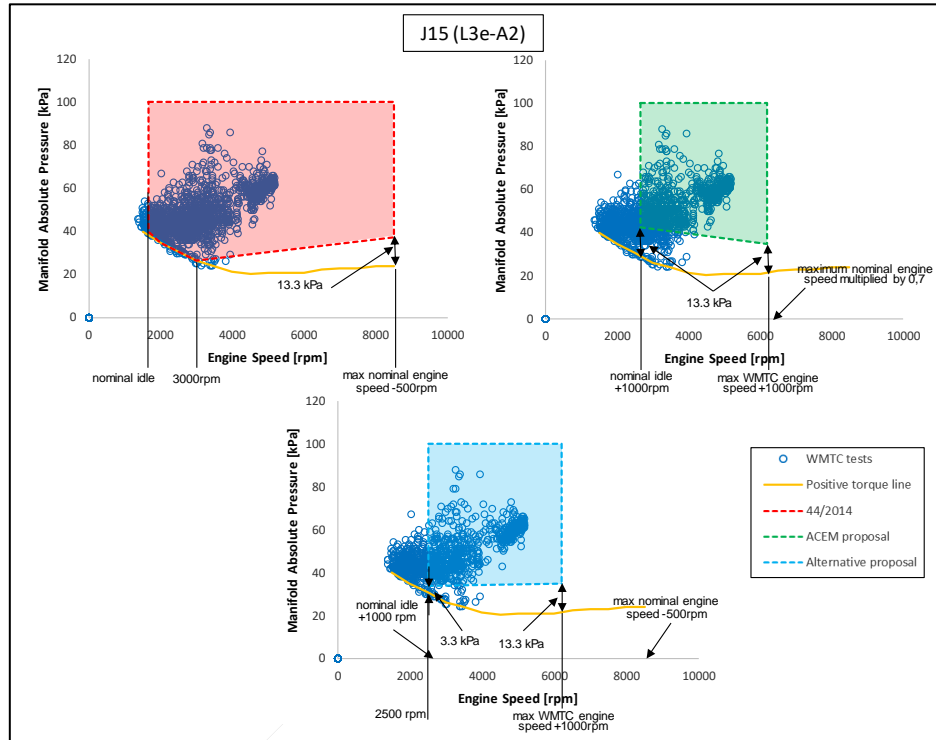 J15 (L3e-A2)
Manifold Absolute Pressure [kPa]
120
100
80
60
40
20
0
0 2000 4000 6000 8000 10000
Engine Speed [rpm]
13.3 kPa
nominal idle
3000rpm
max nominal engine
speed -500rpm
Manifold Absolute Pressure [kPa]
120
100
80
60
40
20
0
0 2000 4000 6000 8000 10000
Engine Speed [rpm]
13.3 kPa
maximum nominal engine
speed multiplied by 0,7
nominal idle
+1000rpm
max WMTC engine
speed +1000rpm
Manifold Absolute Pressure [kPa]
120
100
80
60
40
20
0
0 2000 4000 6000 8000 10000
Engine Speed [rpm]
nominal idle
+1000 rpm
3.3 kPa
13.3 kPa
max nominal engine
speed -500rpm
2500 rpm
max WMTC engine
speed +1000rpm
WMTC tests
Positive torque line
44/2014
ACEM proposal
Alternative proposal